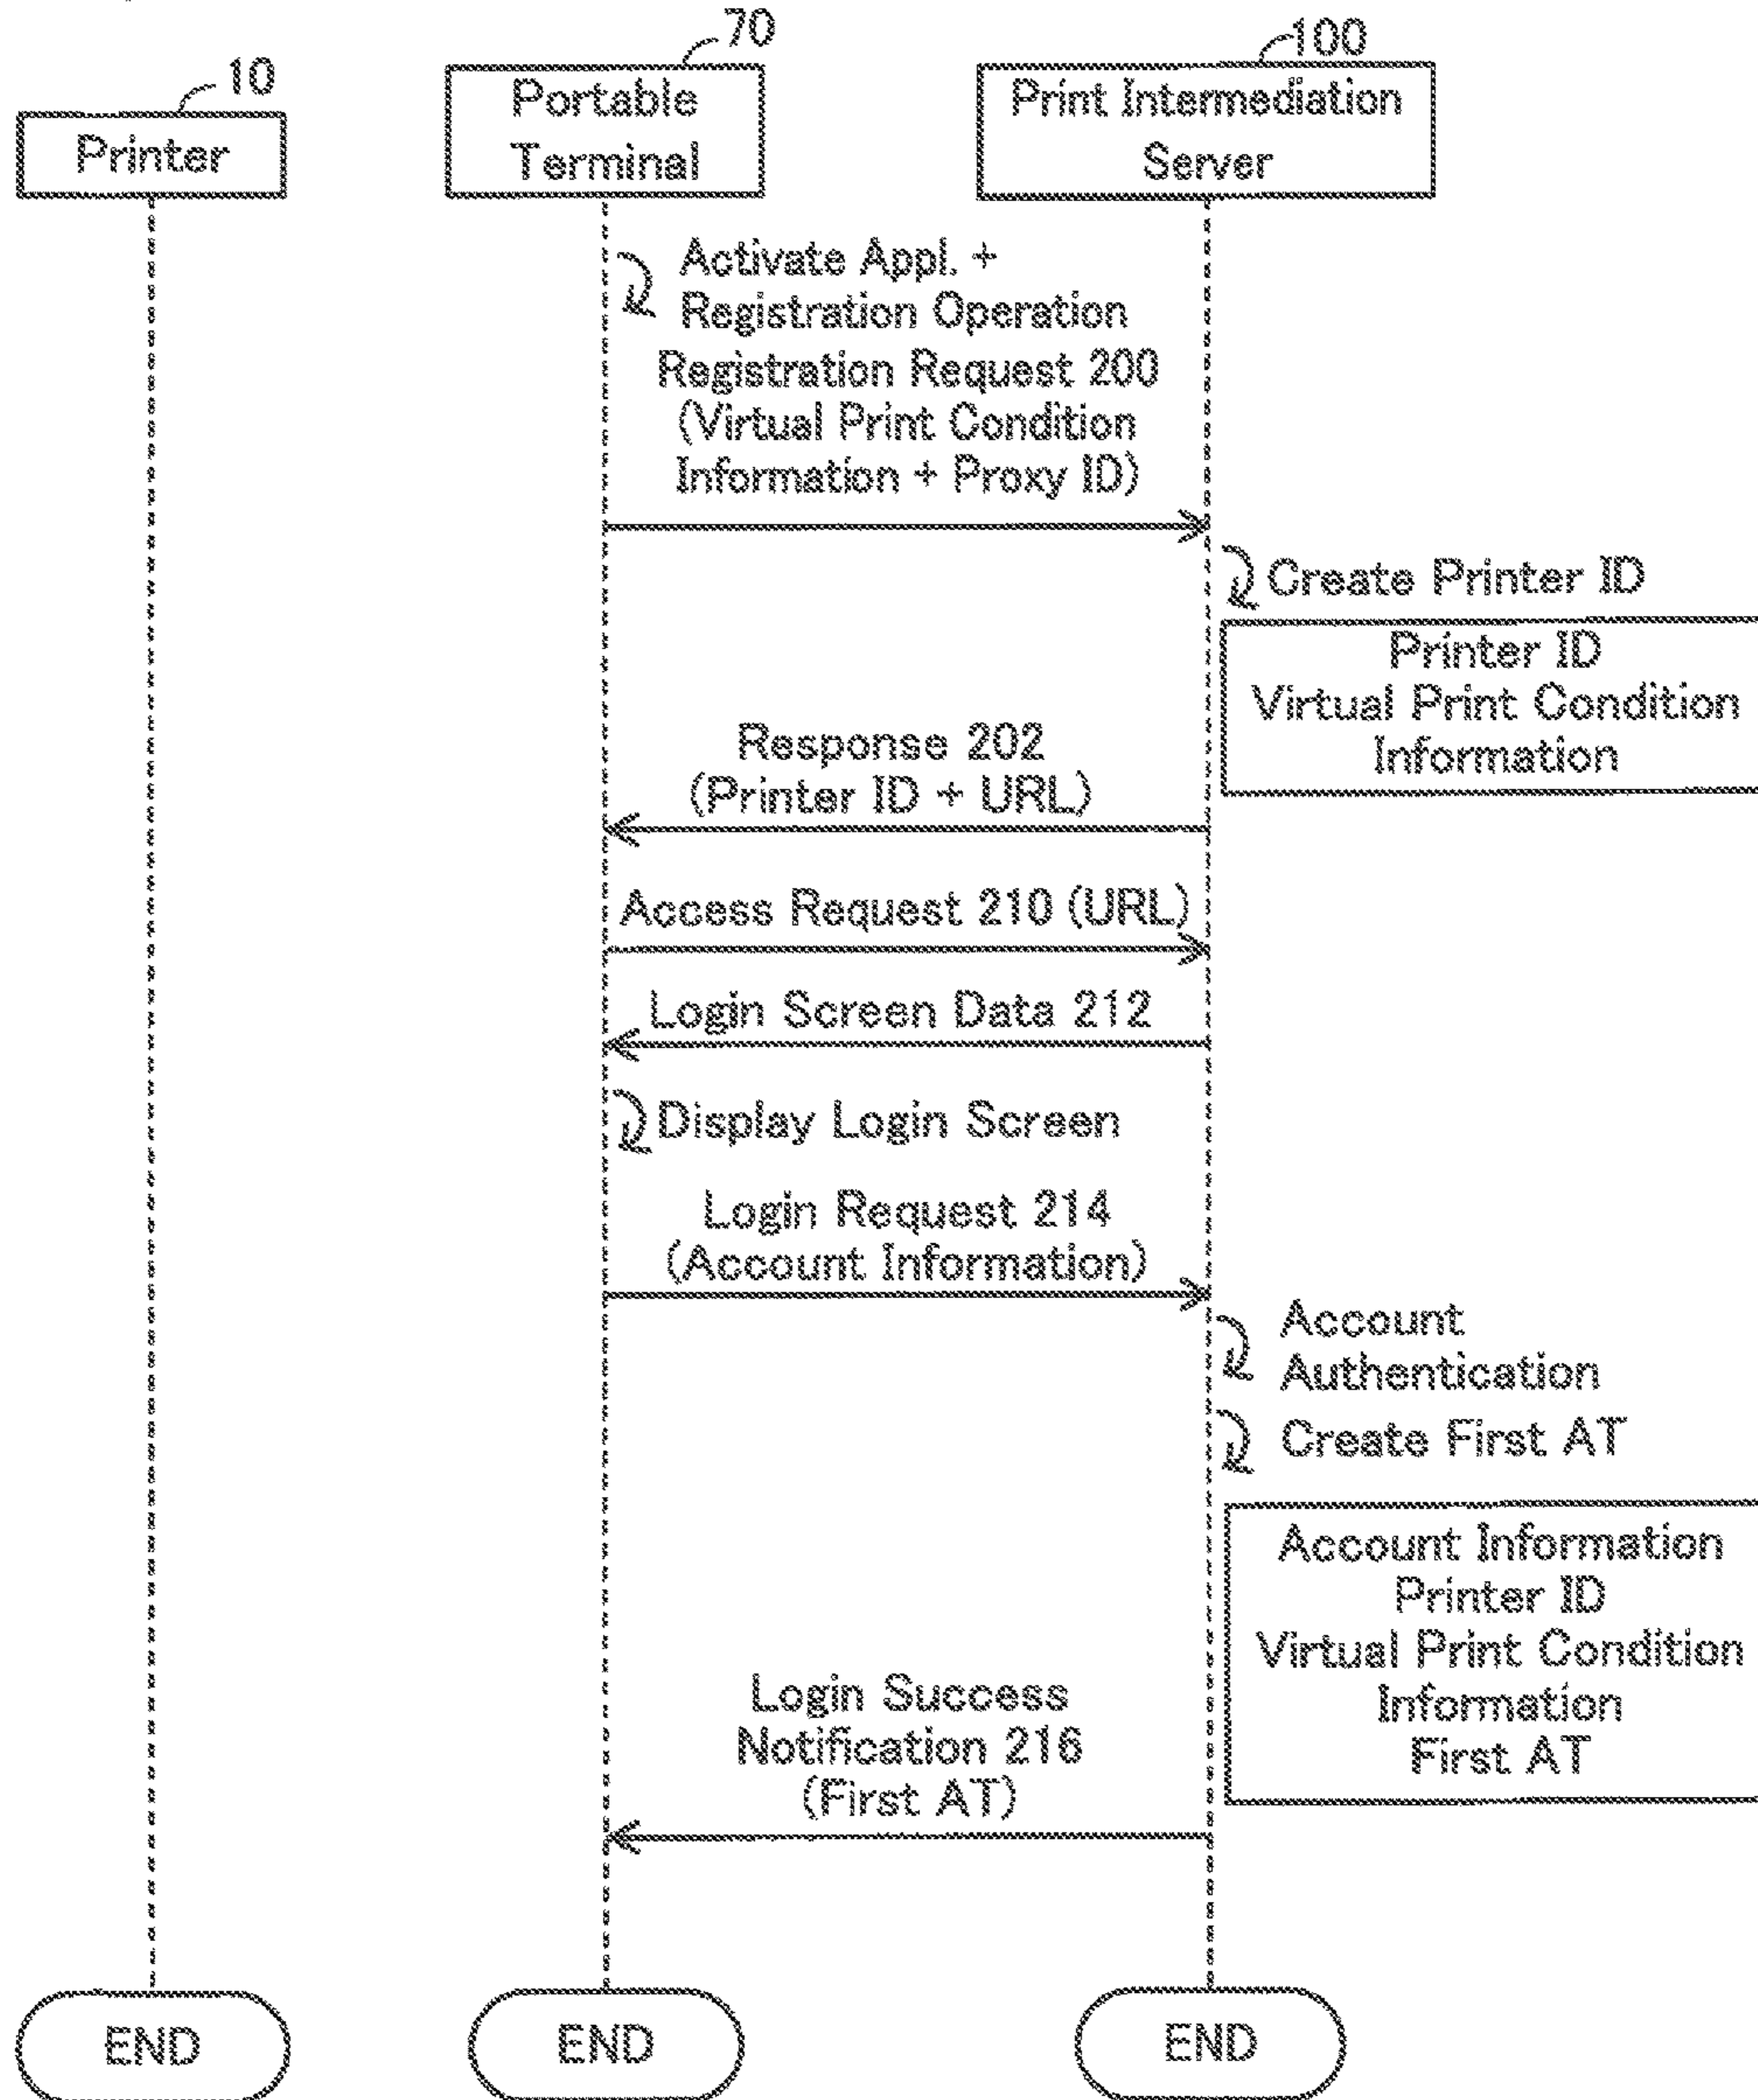 10
Printer
70
Portable
Terminal
100
Print Intermediation
Server
Activate Appl. +
Registration Operation
Registration Request 200
(Virtual Print Condition
Information + Proxy ID)
Create Printer ID
Printer ID
Virtual Print Condition
Information
Response 202
(Printer ID + URL)
Access Request 210 (URL)
Login Screen Data 212
Display Login Screen
Login Request 214
(Account Information)
Account
Authentication
Create First AT
Account Information
Printer ID
Virtual Print Condition
Information
First AT
Login Success
Notification 216
(First AT)
END
END
END